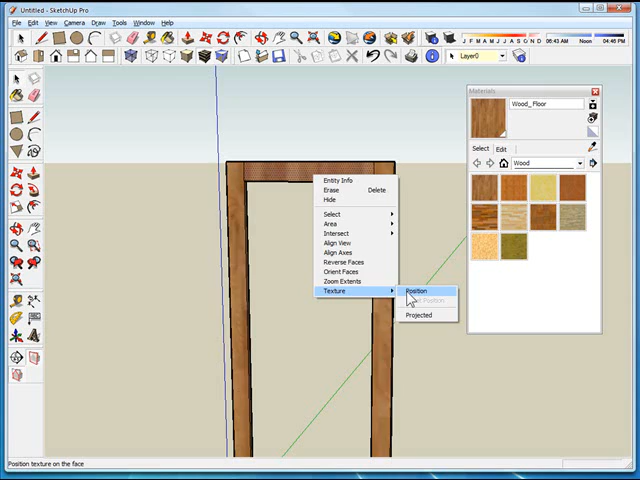 Untitled - SketchUp Pro
File Edit View Camera Draw Tools Window Help
J F M A M J J A S O N D
06:43 AM Noon 04:46 PM
Layer0
Materials
Wood_Floor
Select Edit
Wood
Entity Info
Erase Delete
Hide
Select
Area
Intersect
Align View
Align Axes
Reverse Faces
Orient Faces
Zoom Extents
Texture
Position
Position
Projected
Position texture on the face